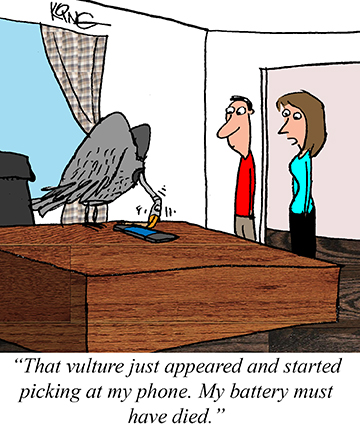 “That vulture just appeared and started
picking at my phone. My battery must
have died.”